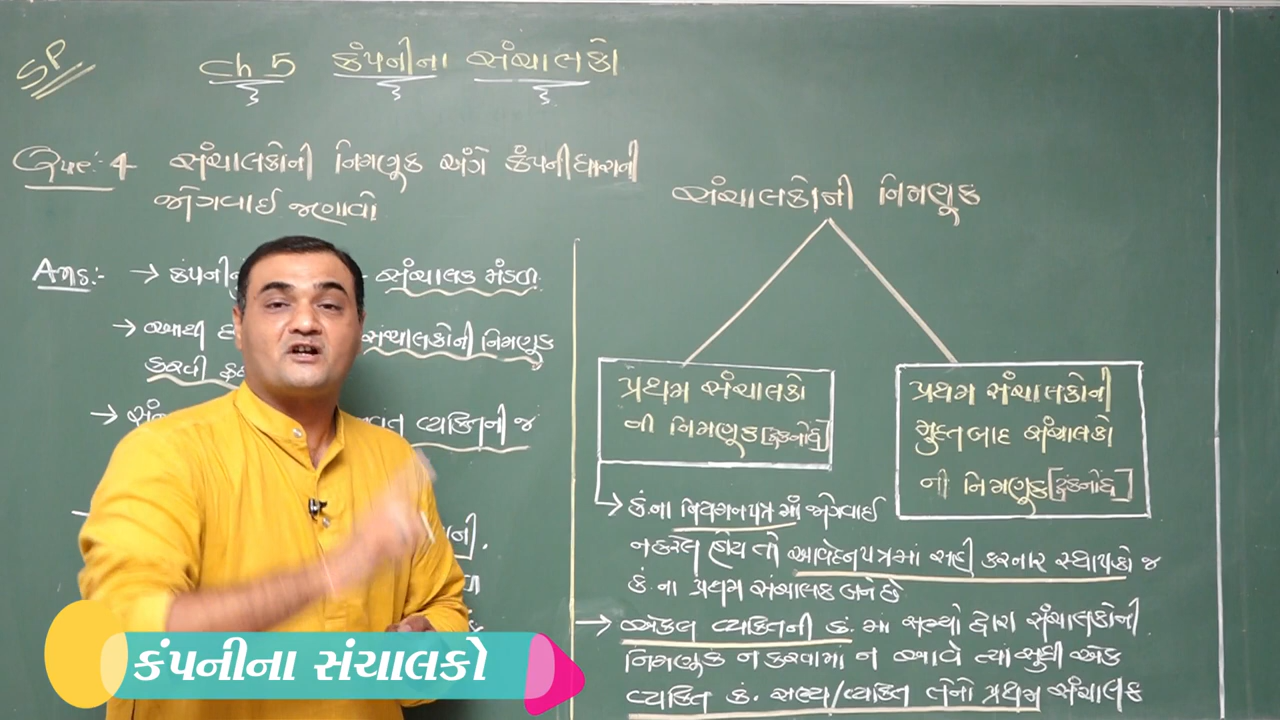 SP
Ch 5 કંપનીના સંચાલકો
Que:- 4 સંચાલકોની નિમણૂક અંગે કંપનીધારાની
જોગવાઈ જણાવો.
Ans:- → કંપનીનું સંચાલક મંડળ.
→ આથી સંચાલકોની નિમણૂક
કરવી
→ વ્યક્તિની જ
સંચાલકોની નિમણૂક
પ્રથમ સંચાલકો
ની નિમણૂક [ટૂંકનોંધ]
પ્રથમ સંચાલકોની
મુદ્દત બાદ સંચાલકો
ની નિમણૂક [ટૂંકનોંધ]
→ કં.ના નિયમનપત્ર માં જોગવાઈ
ન કરેલ હોય તો આવેદનપત્રમાં સહી કરનાર સ્થાપકો જ
કં ના પ્રથમ સંચાલક બને છે
→ એકલ વ્યક્તિની કં. માં સભ્યો દ્વારા સંચાલકોની
નિમણૂક ન કરવામાં ન આવે ત્યાં સુધી એક
વ્યક્તિ કં. સભ્ય/વ્યક્તિ તેનો પ્રથમ સંચાલક
કંપનીના સંચાલકો